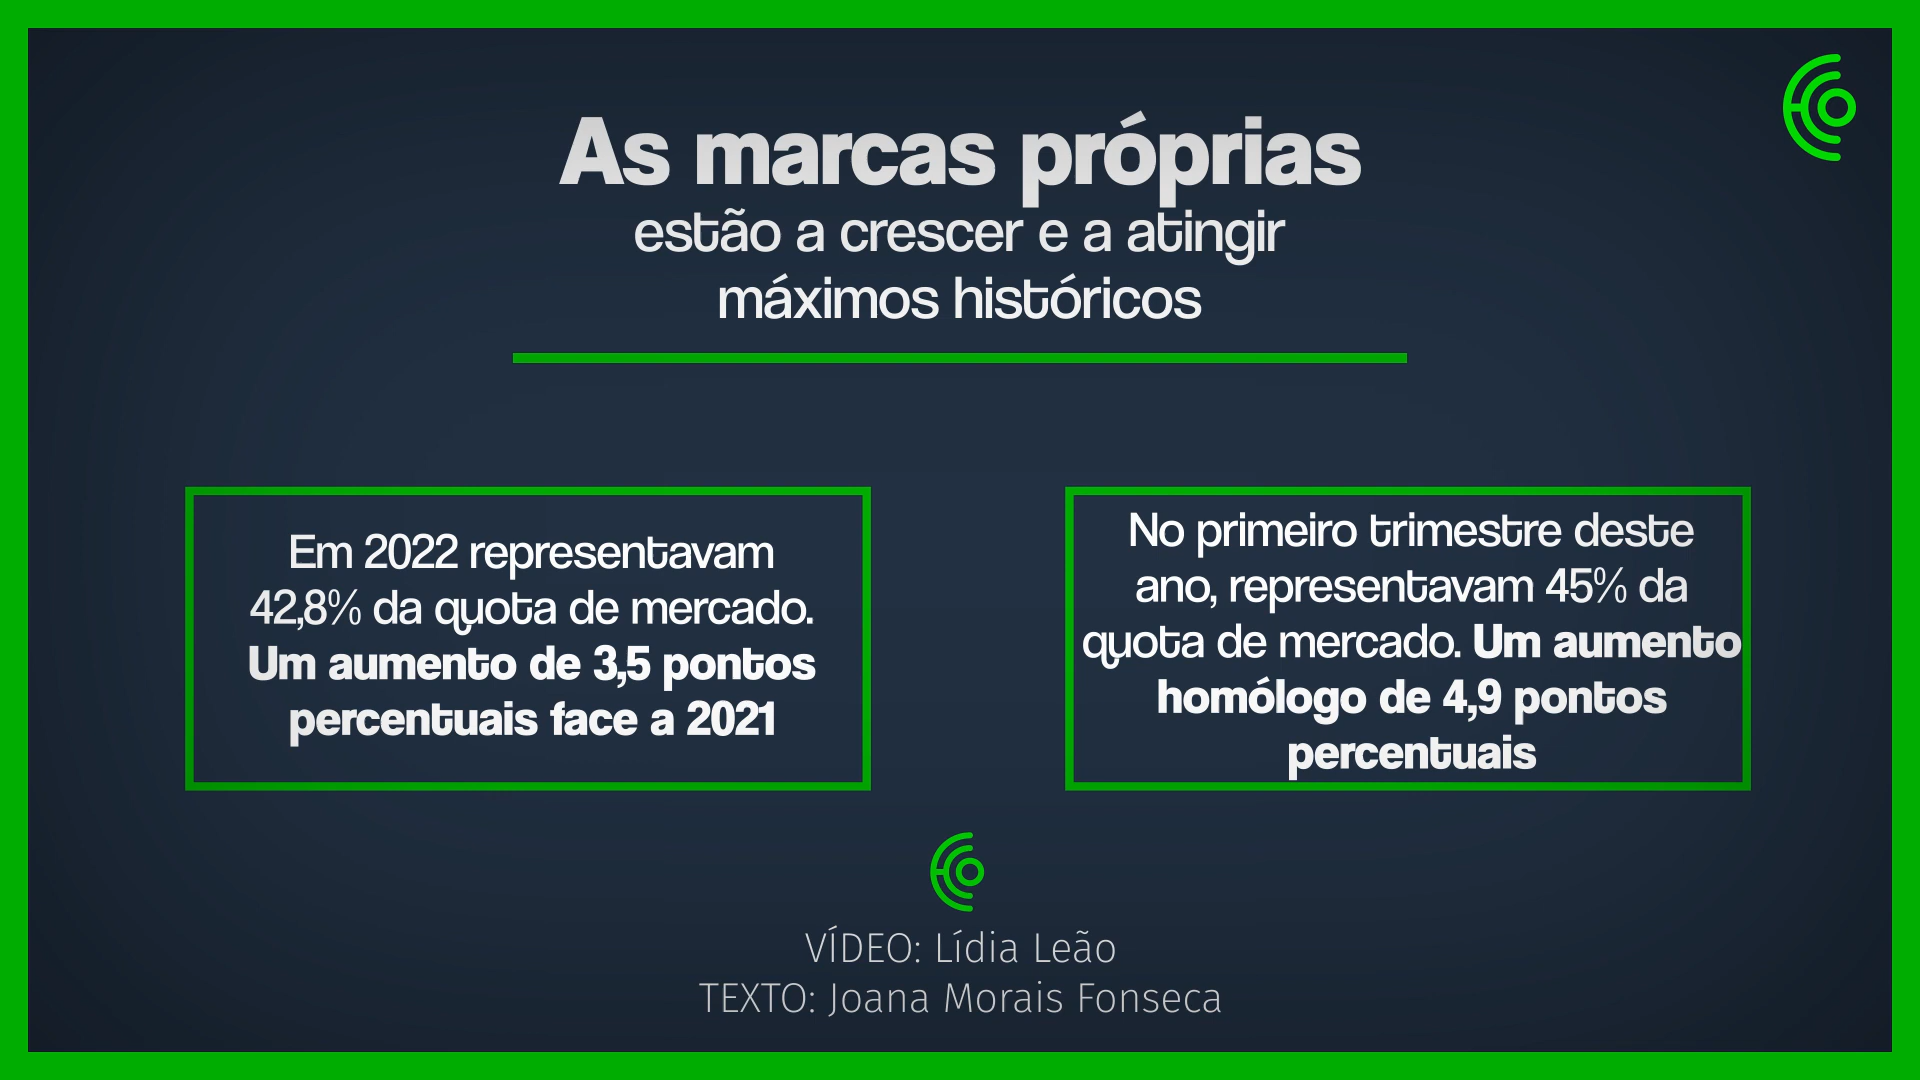 As marcas próprias
estão a crescer e a atingir
máximos históricos
Em 2022 representavam
42,8% da quota de mercado.
Um aumento de 3,5 pontos
percentuais face a 2021
No primeiro trimestre deste
ano, representavam 45% da
quota de mercado. Um aumento
homólogo de 4,9 pontos
percentuais
VÍDEO: Lídia Leão
TEXTO: Joana Morais Fonseca